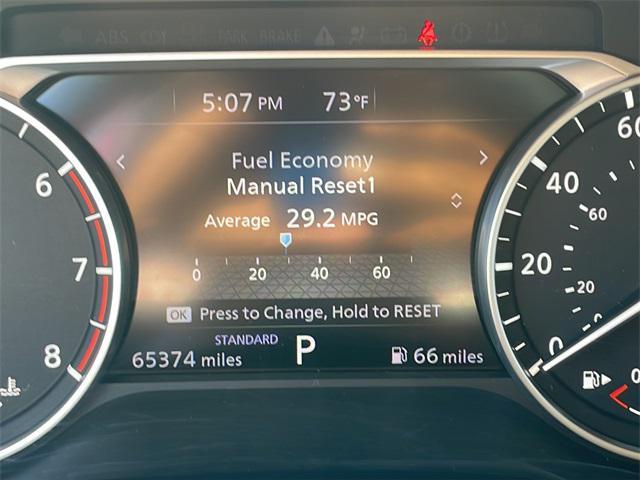 ABS PARK BRAKE
5:07 PM 73°F
Fuel Economy
Manual Reset1
Average 29.2 MPG
0 20 40 60
OK Press to Change, Hold to RESET
STANDARD
65374 miles P 66 miles
6
7
8
60
40
60
20
20
0
0